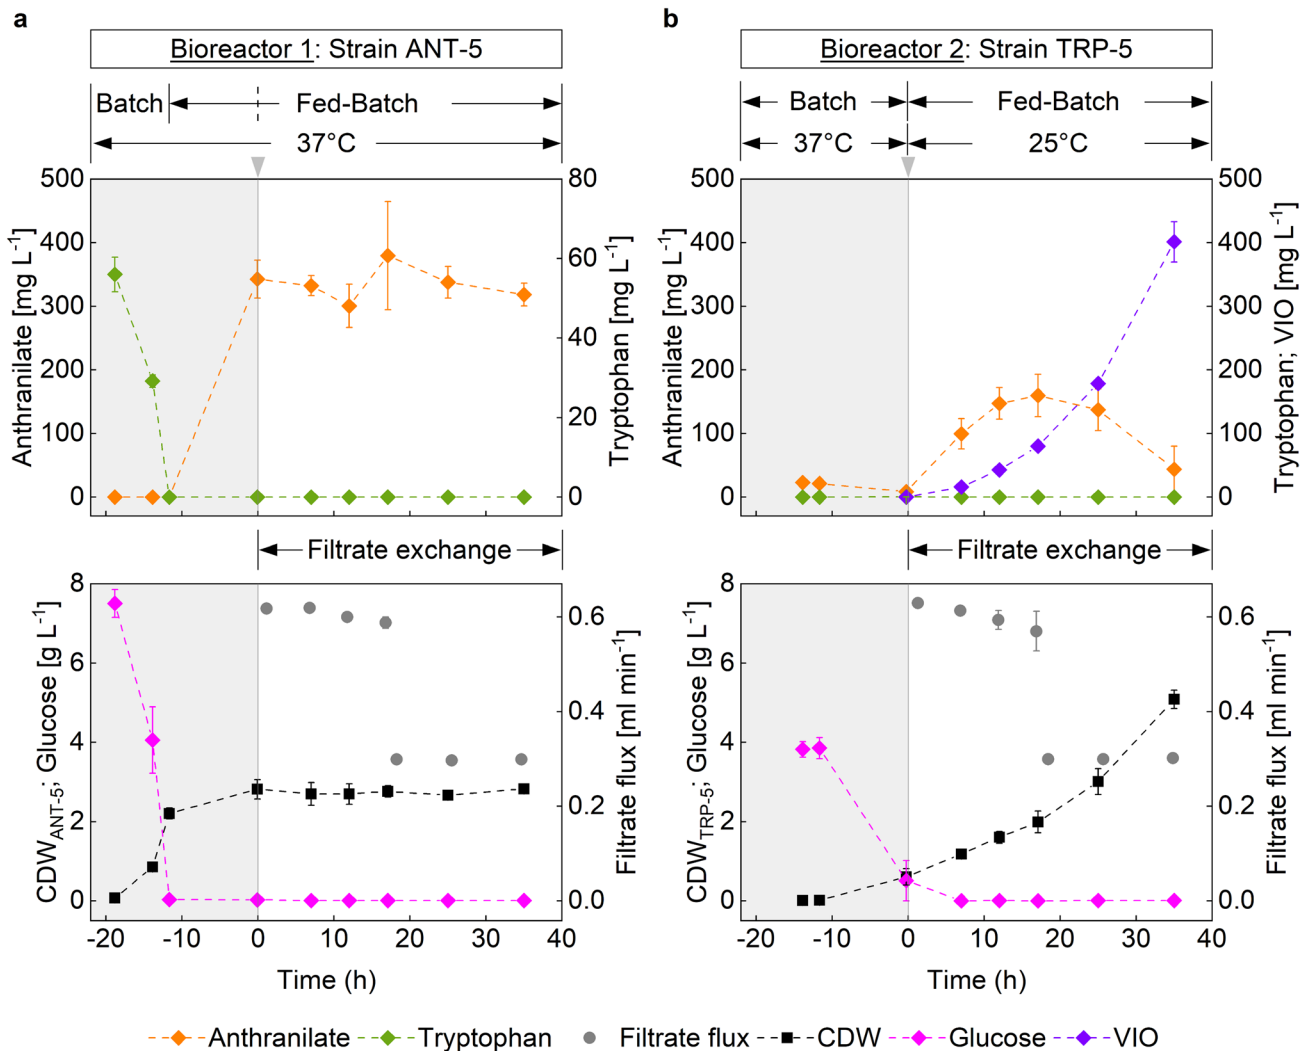 a
b
Bioreactor 1: Strain ANT-5
Bioreactor 2: Strain TRP-5
Batch
Fed-Batch
Batch
Fed-Batch
37°C
37°C
25°C
500
400
300
200
100
0
Anthranilate [mg L-1]
80
60
40
20
0
Tryptophan [mg L-1]
500
400
300
200
100
0
Anthranilate [mg L-1]
500
400
300
200
100
0
Tryptophan; VIO [mg L-1]
Filtrate exchange
Filtrate exchange
8
6
4
2
0
CDWANT-5; Glucose [g L-1]
0.6
0.4
0.2
0.0
Filtrate flux [ml min-1]
8
6
4
2
0
CDWTRP-5; Glucose [g L-1]
0.6
0.4
0.2
0.0
Filtrate flux [ml min-1]
-20 -10 0 10 20 30 40
-20 -10 0 10 20 30 40
Time (h)
Time (h)
Anthranilate Tryptophan Filtrate flux CDW Glucose VIO